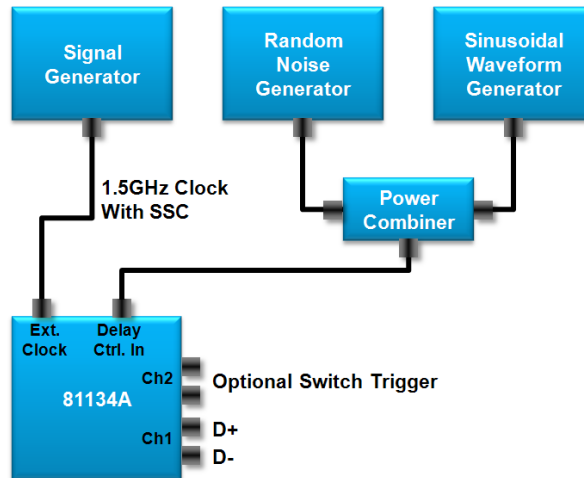 Signal
Generator
Random
Noise
Generator
Sinusoidal
Waveform
Generator
1.5GHz Clock
With SSC
Power
Combiner
Ext.
Clock
Delay
Ctrl. In
Ch2
Optional Switch Trigger
81134A
Ch1
D+
D-